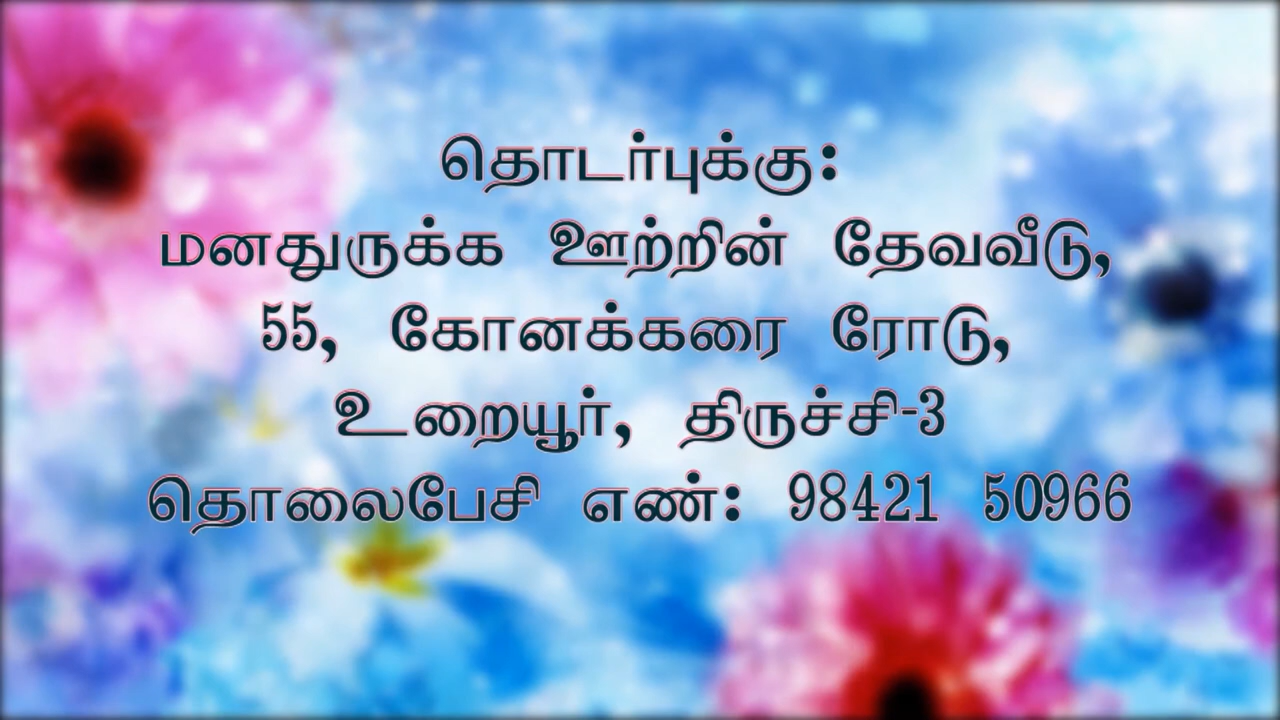 தொடர்புக்கு:
மனதுருக்க ஊற்றின் தேவவீடு,
55, கோனக்கரை ரோடு,
உறையூர், திருச்சி-3
தொலைபேசி எண்: 98421 50966